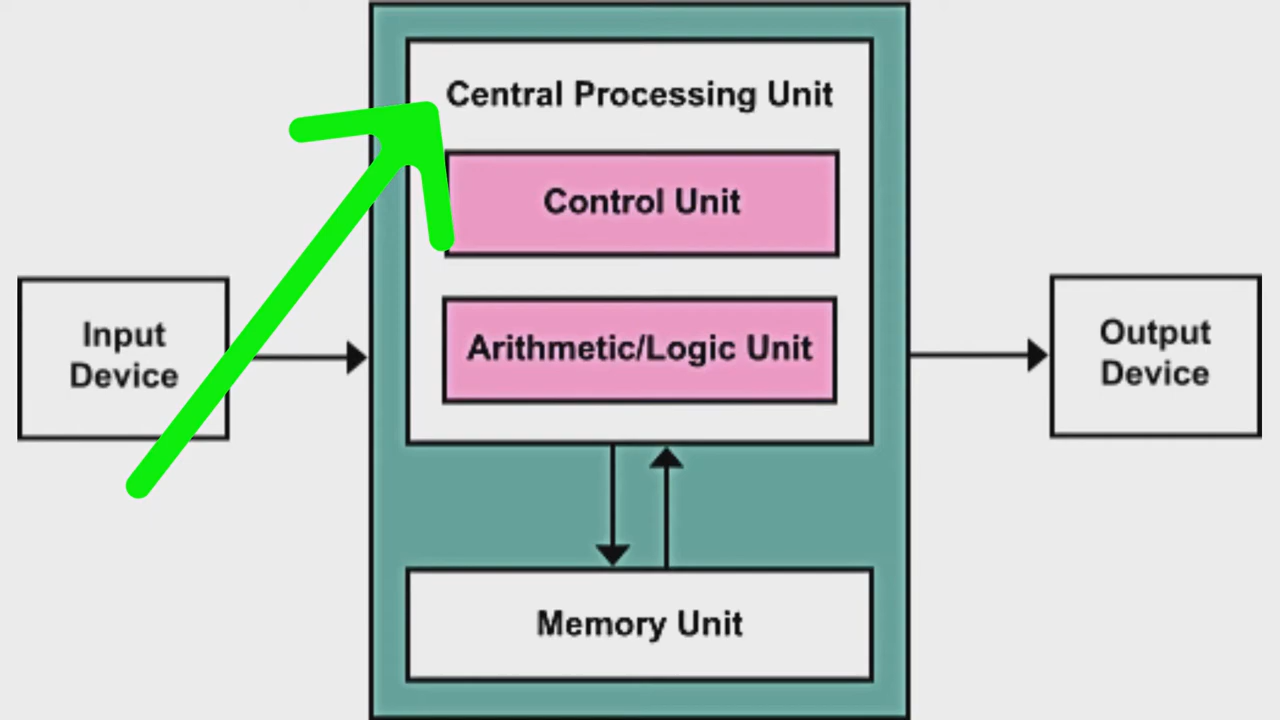 Central Processing Unit
Control Unit
Arithmetic/Logic Unit
Input
Device
Output
Device
Memory Unit